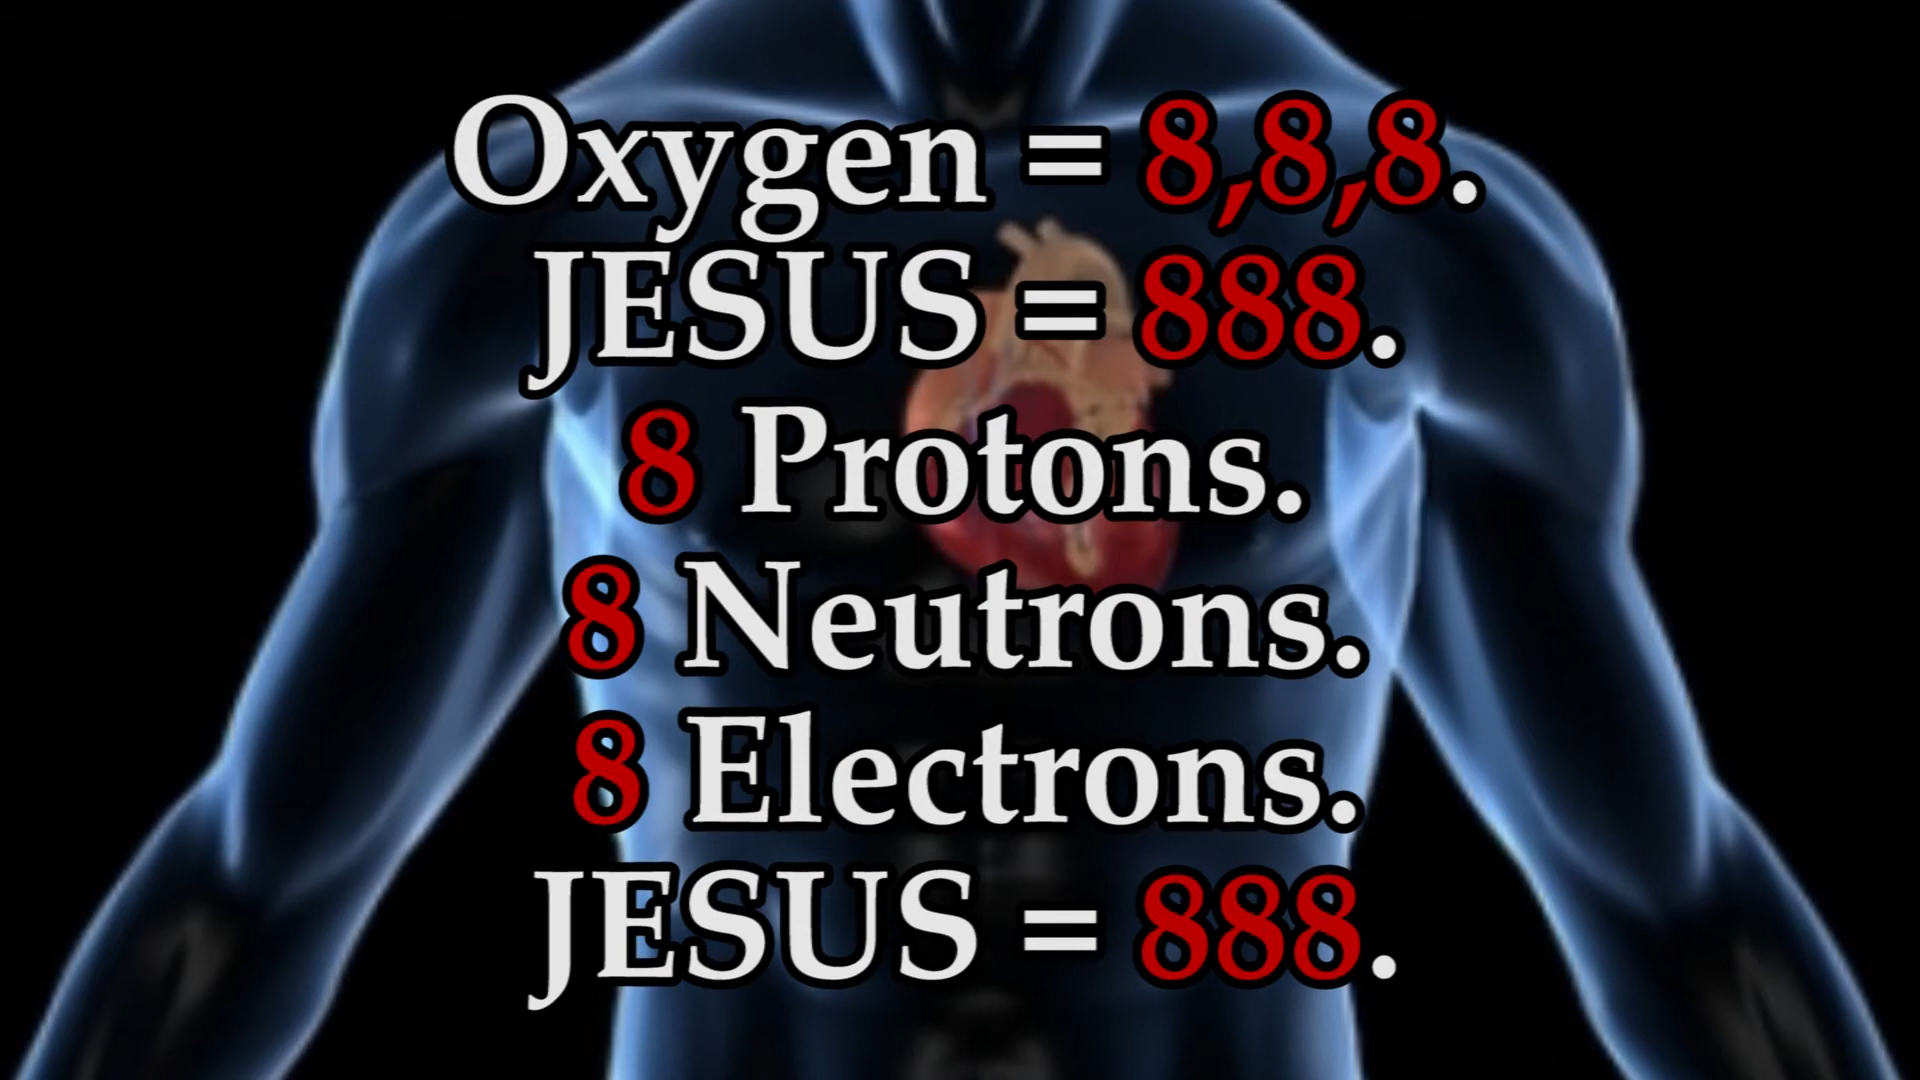 Oxygen = 8,8,8.
JESUS = 888.
8 Protons.
8 Neutrons.
8 Electrons.
JESUS = 888.